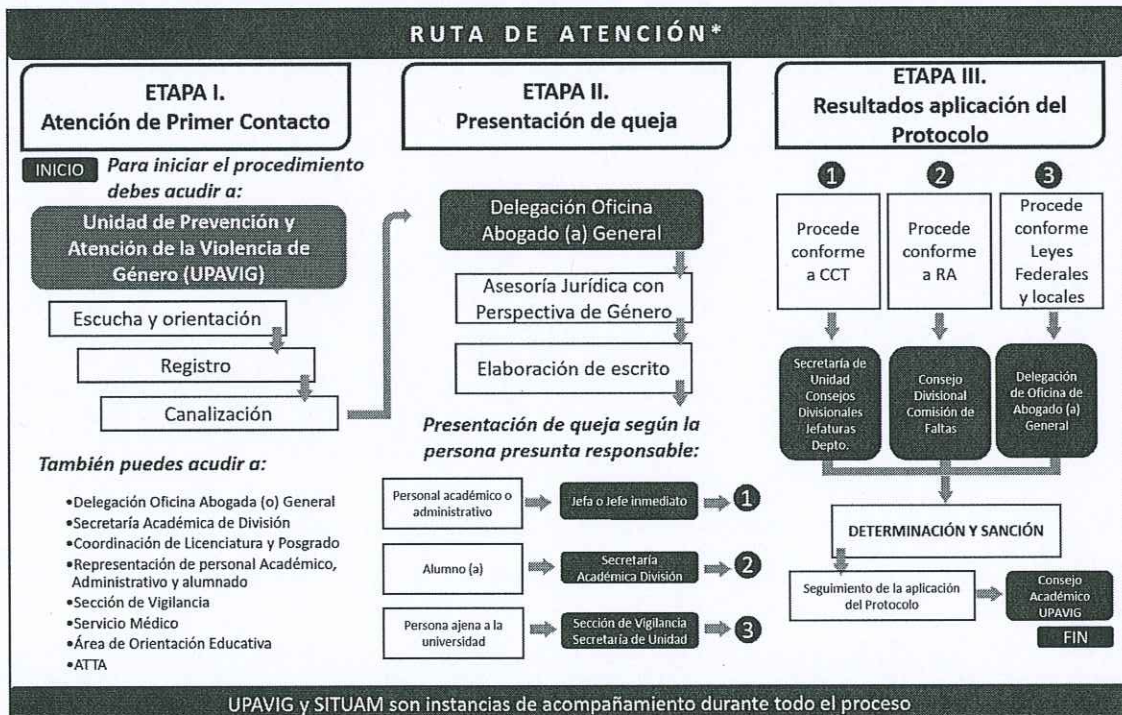 RUTA DE ATENCIÓN*
ETAPA I.
Atención de Primer Contacto
INICIO
Para iniciar el procedimiento
debes acudir a:
Unidad de Prevención y
Atención de la Violencia de
Género (UPAVIG)
Escucha y orientación
Registro
Canalización
También puedes acudir a:
•Delegación Oficina Abogada (o) General
•Secretaría Académica de División
•Coordinación de Licenciatura y Posgrado
•Representación de personal Académico,
Administrativo y alumnado
•Sección de Vigilancia
•Servicio Médico
•Área de Orientación Educativa
•ATTA
ETAPA II.
Presentación de queja
Delegación Oficina
Abogado (a) General
Asesoría Jurídica con
Perspectiva de Género
Elaboración de escrito
Presentación de queja según la
persona presunta responsable:
Personal académico o
administrativo
Jefa o Jefe inmediato
1
Alumno (a)
Secretaría
Académica División
2
Persona ajena a la
universidad
Sección de Vigilancia
Secretaría de Unidad
3
ETAPA III.
Resultados aplicación del
Protocolo
1
Procede
conforme
a CCT
Secretaría de
Unidad
Consejos
Divisionales
Jefaturas
Depto.
2
Procede
conforme
a RA
Consejo
Divisional
Comisión de
Faltas
3
Procede
conforme
Leyes
Federales
y locales
Delegación
de Oficina de
Abogado (a)
General
DETERMINACIÓN Y SANCIÓN
Seguimiento de la aplicación
del Protocolo
Consejo
Académico
UPAVIG
FIN
UPAVIG y SITUAM son instancias de acompañamiento durante todo el proceso